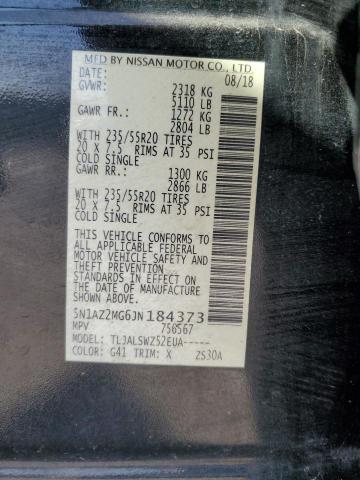 MFD BY NISSAN MOTOR CO., LTD.
DATE: 08/18
GVWR: 2318 KG
5110 LB
GAWR FR.: 1272 KG
2804 LB
WITH 235/55R20 TIRES
20 X 7.5 RIMS AT 35 PSI
COLD SINGLE
GAWR RR.: 1300 KG
2866 LB
WITH 235/55R20 TIRES
20 X 7.5 RIMS AT 35 PSI
COLD SINGLE
THIS VEHICLE CONFORMS TO
ALL APPLICABLE FEDERAL
MOTOR VEHICLE SAFETY AND
THEFT PREVENTION
STANDARDS IN EFFECT ON THE
DATE OF MANUFACTURE
SHOWN ABOVE.
5N1AZ2MG6JN184373
MPV 750567
MODEL: TLJALSWZ52EUA-----
COLOR: G41 TRIM: X ZS30A